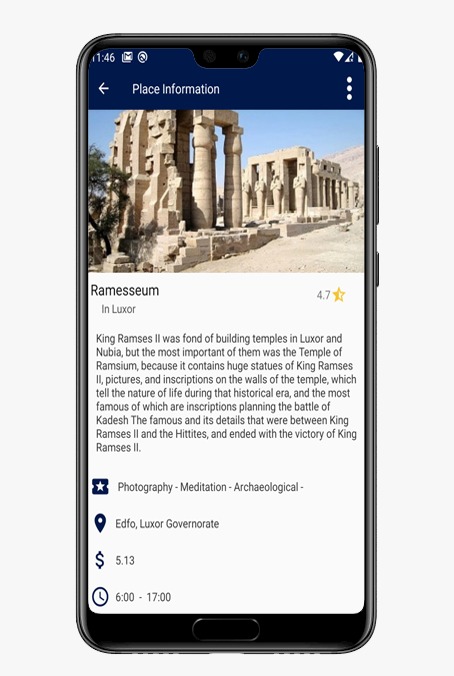 11:46
Place Information
Ramesseum
4.7
In Luxor
King Ramses II was fond of building temples in Luxor and
Nubia, but the most important of them was the Temple of
Ramsium, because it contains huge statues of King Ramses
II, pictures, and inscriptions on the walls of the temple, which
tell the nature of life during that historical era, and the most
famous of which are inscriptions planning the battle of
Kadesh The famous and its details that were between King
Ramses II and the Hittites, and ended with the victory of King
Ramses II.
Photography - Meditation - Archaeological -
Edfo, Luxor Governorate
$ 5.13
6:00 - 17:00